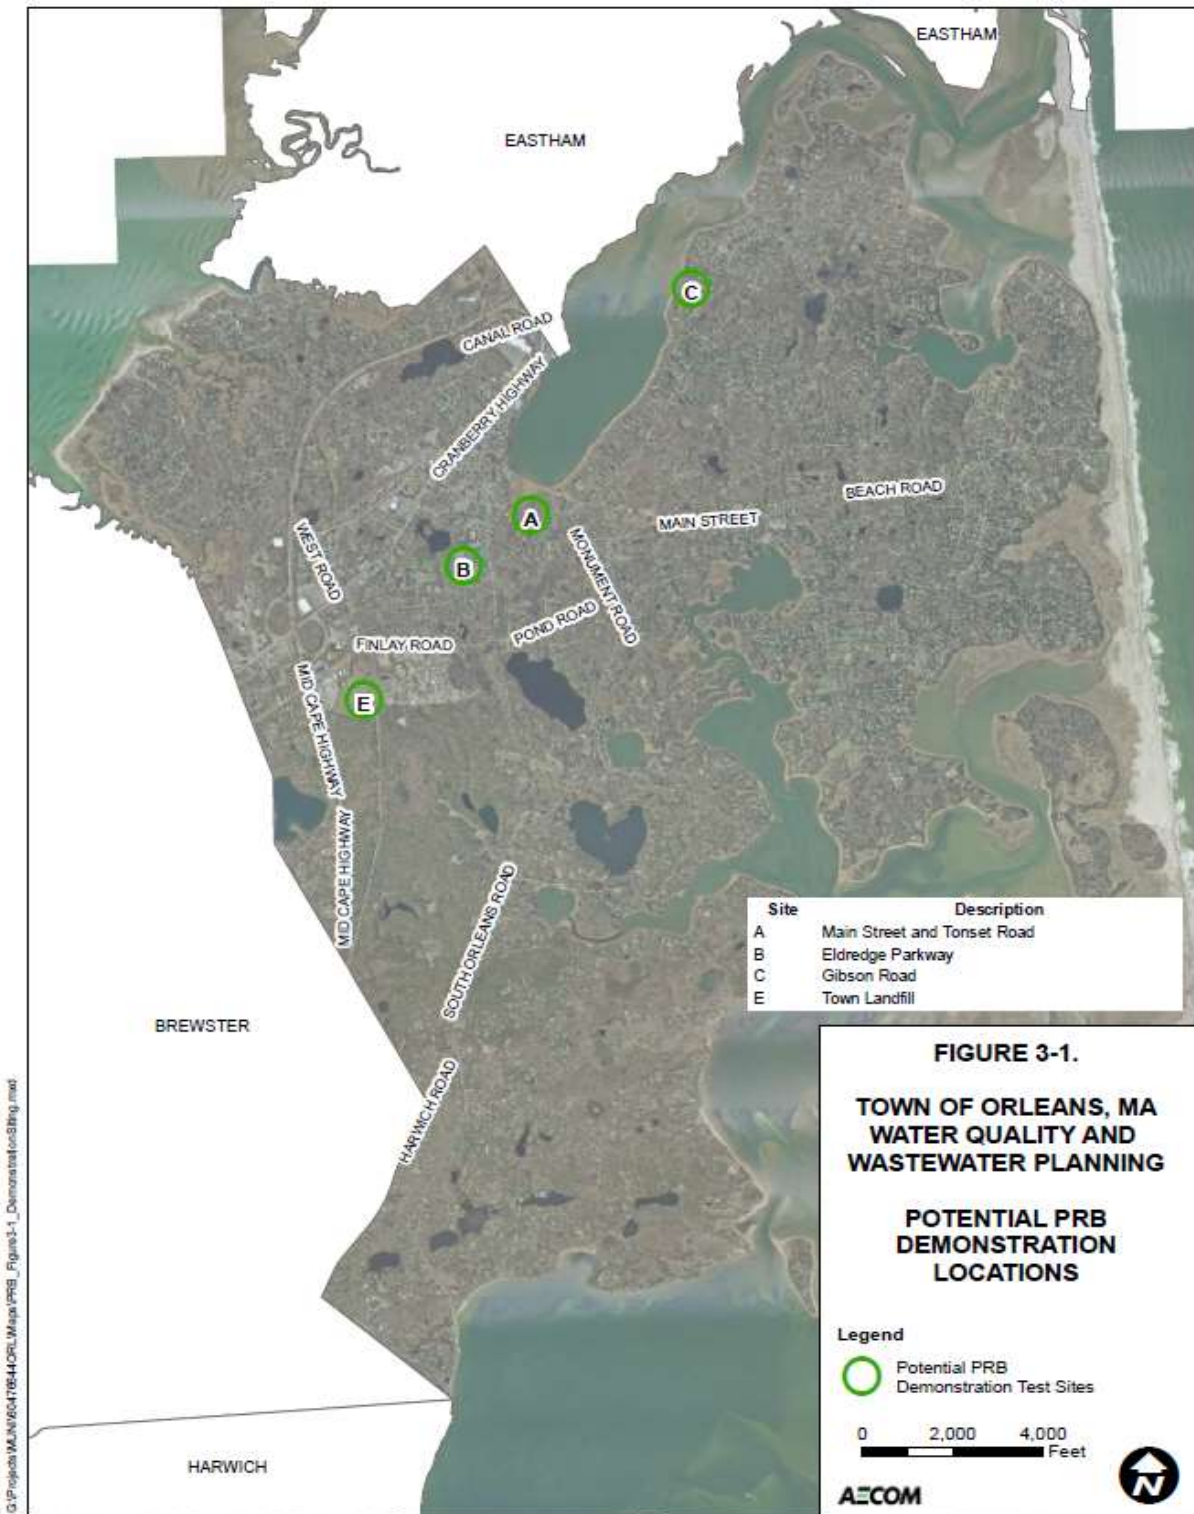 EASTHAM
EASTHAM
C
CANAL ROAD
CRANBERRY HIGHWAY
BEACH ROAD
MAIN STREET
A
WEST ROAD
MONUMENT ROAD
B
POND ROAD
FINLAY ROAD
E
MID CAPE HIGHWAY
MID CAPE HIGHWAY
SOUTH ORLEANS ROAD
Site Description
A Main Street and Tonset Road
B Eldredge Parkway
C Gibson Road
E Town Landfill
BREWSTER
HARWICH ROAD
FIGURE 3-1.
TOWN OF ORLEANS, MA
WATER QUALITY AND
WASTEWATER PLANNING
POTENTIAL PRB
DEMONSTRATION
LOCATIONS
Legend
Potential PRB
Demonstration Test Sites
0 2,000 4,000
Feet
HARWICH
AECOM
N